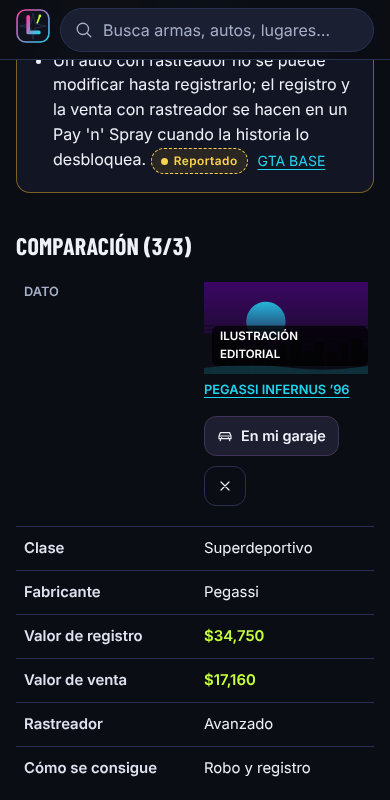 Busca armas, autos, lugares...
Un auto con rastreador no se puede
modificar hasta registrarlo; el registro y
la venta con rastreador se hacen en un
Pay 'n' Spray cuando la historia lo
desbloquea. Reportado GTA BASE
COMPARACIÓN (3/3)
DATO
ILUSTRACIÓN
EDITORIAL
PEGASSI INFERNUS ’96
En mi garaje
Clase Superdeportivo
Fabricante Pegassi
Valor de registro $34,750
Valor de venta $17,160
Rastreador Avanzado
Cómo se consigue Robo y registro